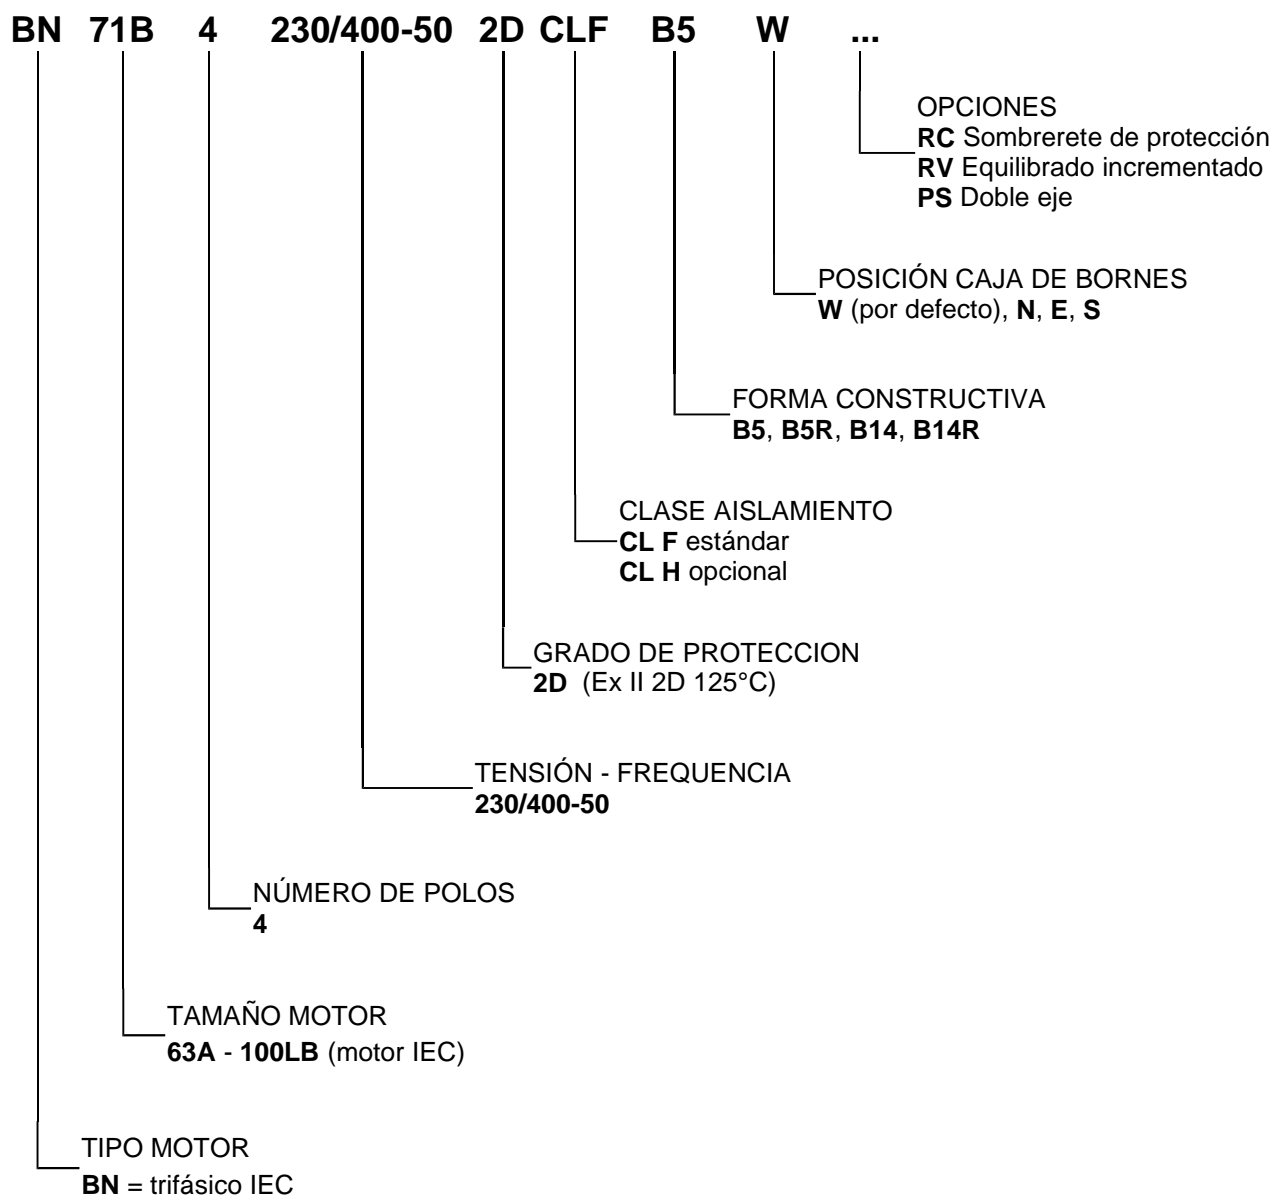 BN 71B 4 230/400-50 2D CLF B5 W ...
OPCIONES
RC Sombrerete de protección
RV Equilibrado incrementado
PS Doble eje
POSICIÓN CAJA DE BORNES
W (por defecto), N, E, S
FORMA CONSTRUCTIVA
B5, B5R, B14, B14R
CLASE AISLAMIENTO
CL F estándar
CL H opcional
GRADO DE PROTECCION
2D (Ex II 2D 125°C)
TENSIÓN - FREQUENCIA
230/400-50
NÚMERO DE POLOS
4
TAMAÑO MOTOR
63A - 100LB (motor IEC)
TIPO MOTOR
BN = trifásico IEC